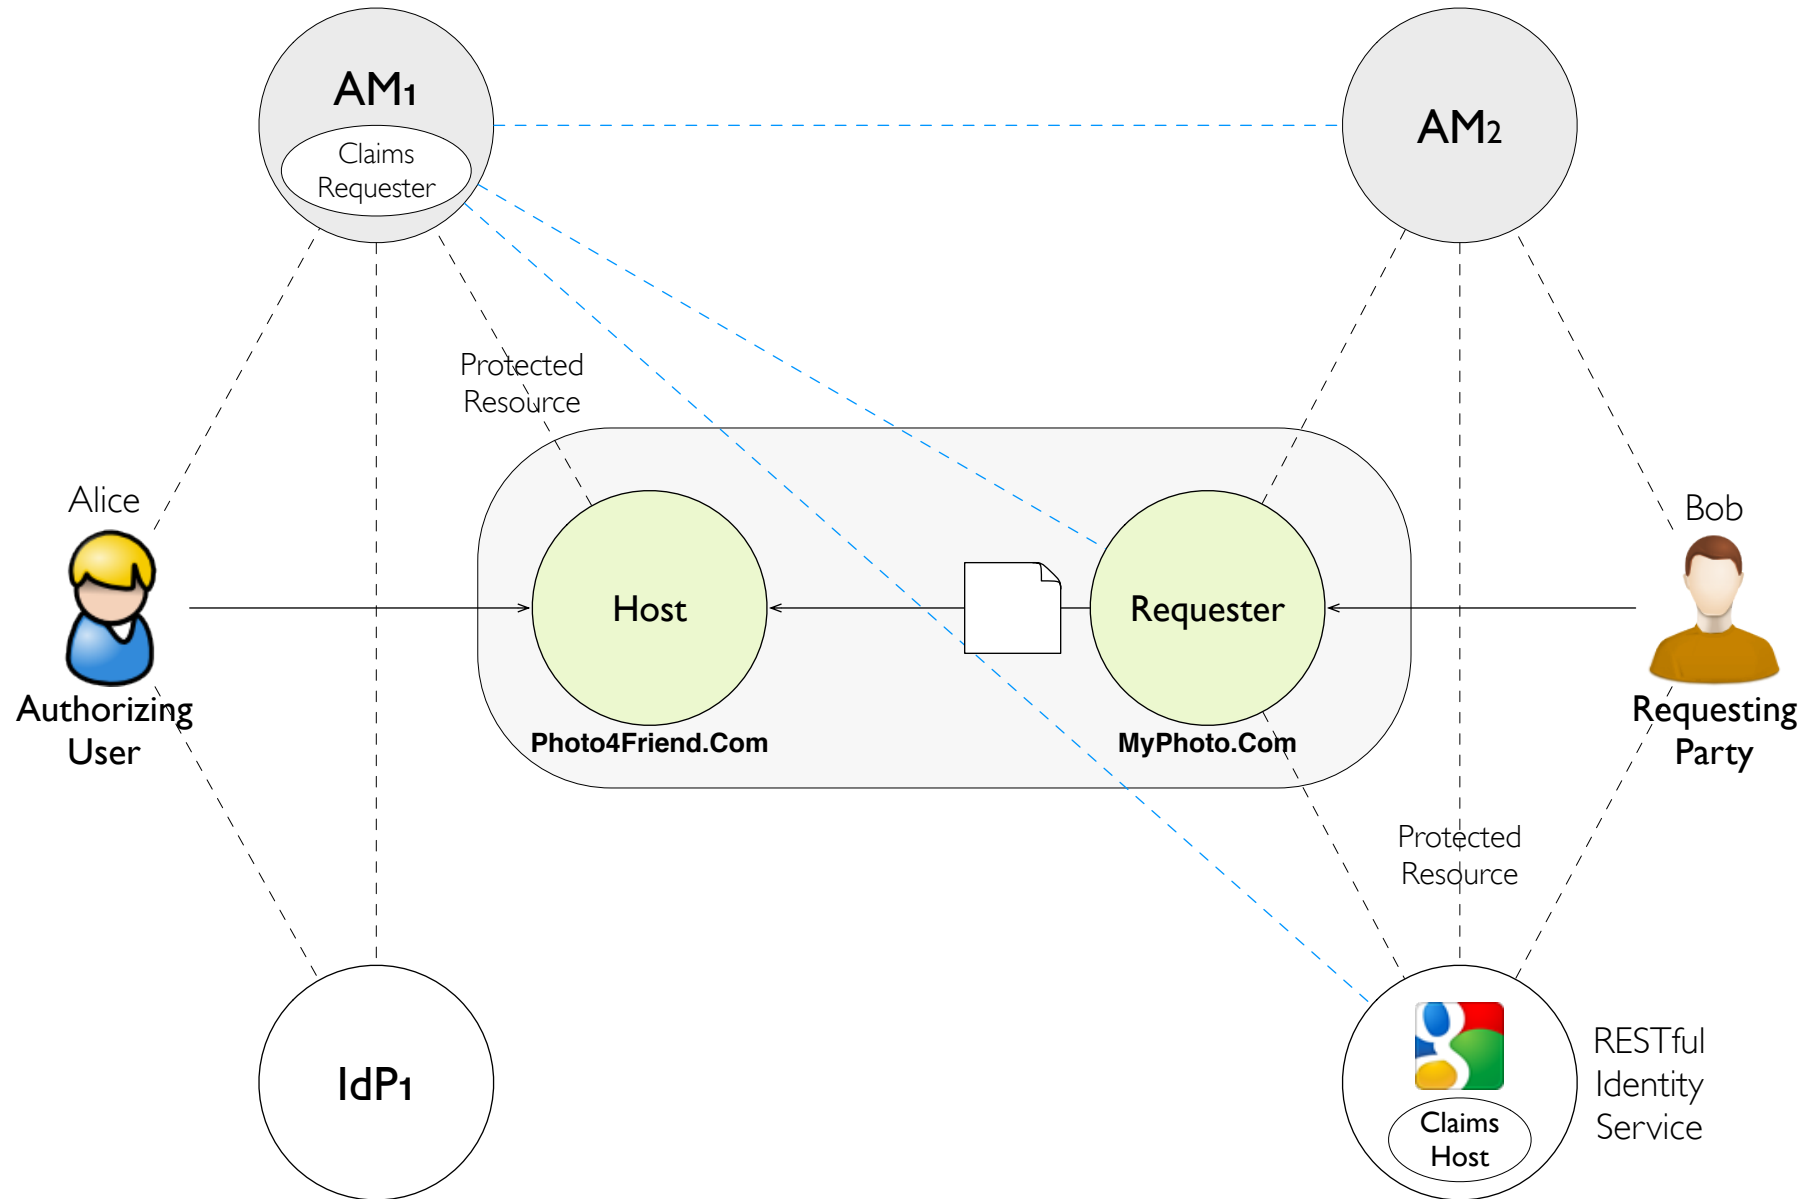 AM1
Claims
Requester
AM2
Protected
Resource
Alice
Bob
Host
Requester
Authorizing
User
Photo4Friend.Com
MyPhoto.Com
Requesting
Party
Protected
Resource
IdP1
g
Claims
Host
RESTful
Identity
Service